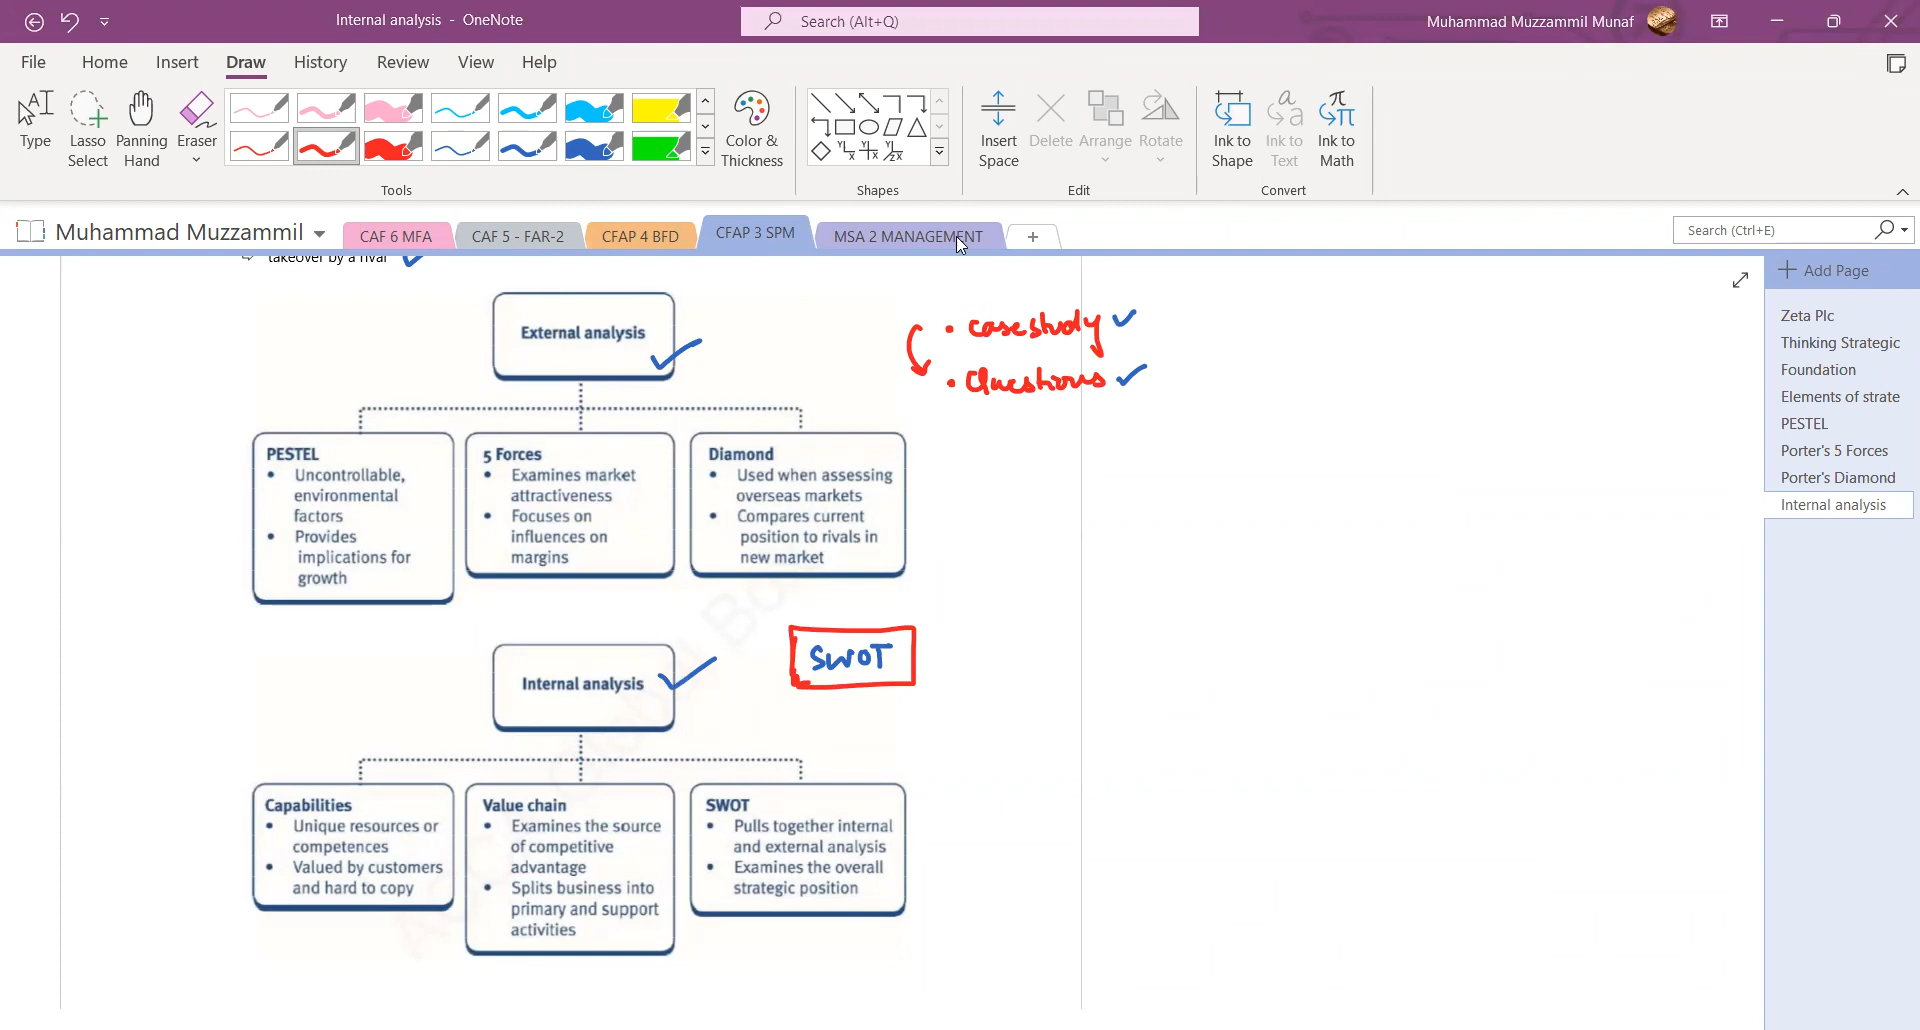 Internal analysis - OneNote
Search (Alt+Q)
Muhammad Muzzammil Munaf
File Home Insert Draw History Review View Help
Type
Lasso Select
Panning Hand
Eraser
Color & Thickness
Insert Space
Delete
Arrange
Rotate
Ink to Shape
Ink to Text
Ink to Math
Tools
Shapes
Edit
Convert
Muhammad Muzzammil
CAF 6 MFA
CAF 5 - FAR-2
CFAP 4 BFD
CFAP 3 SPM
MSA 2 MANAGEMENT
Search (Ctrl+E)
Add Page
Zeta Plc
Thinking Strategic
Foundation
Elements of strate
PESTEL
Porter's 5 Forces
Porter's Diamond
Internal analysis
takeover by a rival
External analysis
• case study
• Questions
PESTEL
• Uncontrollable,
environmental
factors
• Provides
implications for
growth
5 Forces
• Examines market
attractiveness
• Focuses on
influences on
margins
Diamond
• Used when assessing
overseas markets
• Compares current
position to rivals in
new market
SWOT
Internal analysis
Capabilities
• Unique resources or
competences
• Valued by customers
and hard to copy
Value chain
• Examines the source
of competitive
advantage
• Splits business into
primary and support
activities
SWOT
• Pulls together internal
and external analysis
• Examines the overall
strategic position